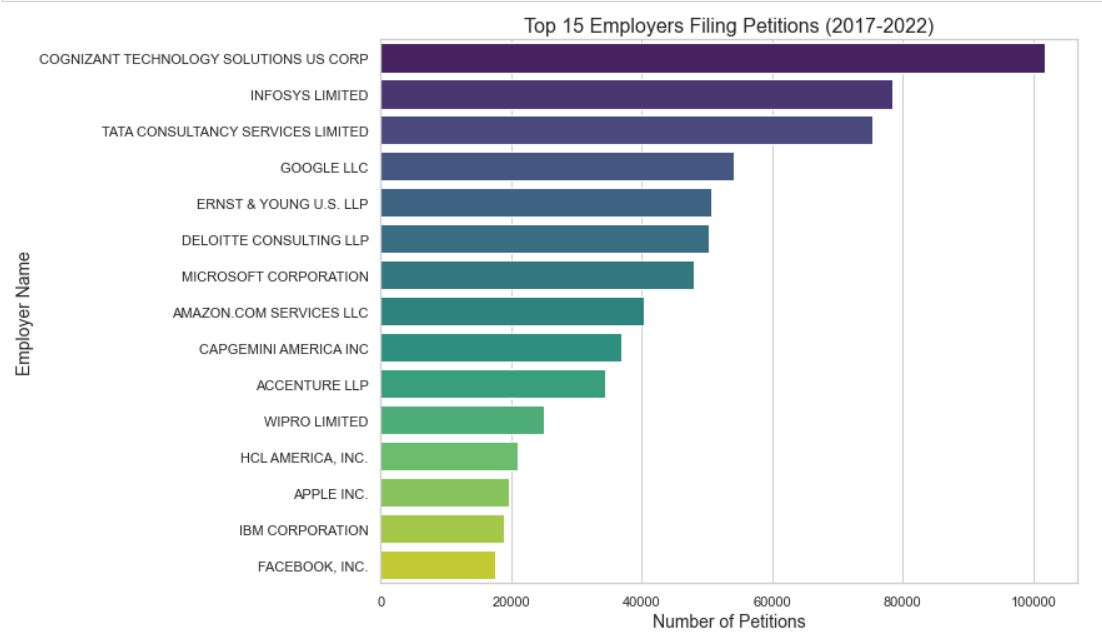 Top 15 Employers Filing Petitions (2017-2022)
Employer Name
COGNIZANT TECHNOLOGY SOLUTIONS US CORP
INFOSYS LIMITED
TATA CONSULTANCY SERVICES LIMITED
GOOGLE LLC
ERNST & YOUNG U.S. LLP
DELOITTE CONSULTING LLP
MICROSOFT CORPORATION
AMAZON.COM SERVICES LLC
CAPGEMINI AMERICA INC
ACCENTURE LLP
WIPRO LIMITED
HCL AMERICA, INC.
APPLE INC.
IBM CORPORATION
FACEBOOK, INC.
0 20000 40000 60000 80000 100000
Number of Petitions